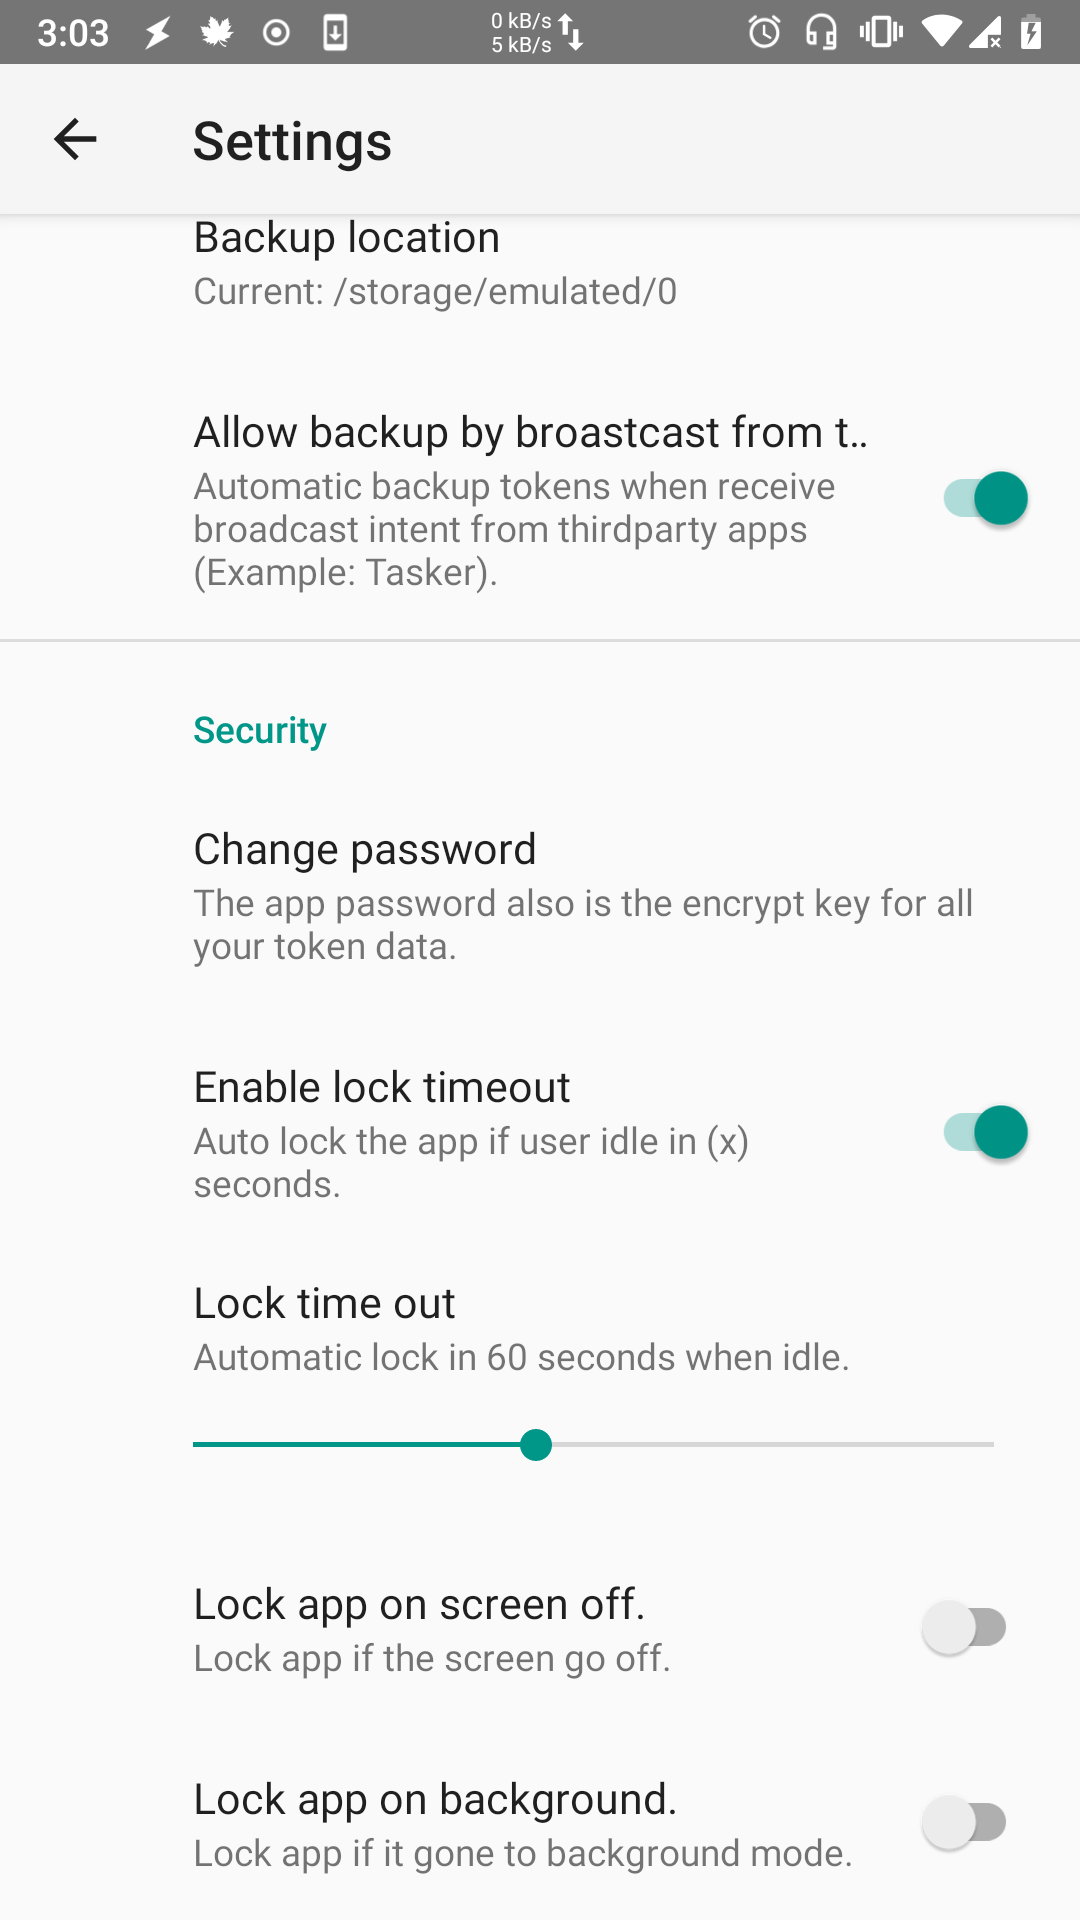 3:03
0 kB/s
5 kB/s
Settings
Backup location
Current: /storage/emulated/0
Allow backup by broastcast from t..
Automatic backup tokens when receive
broadcast intent from thirdparty apps
(Example: Tasker).
Security
Change password
The app password also is the encrypt key for all
your token data.
Enable lock timeout
Auto lock the app if user idle in (x)
seconds.
Lock time out
Automatic lock in 60 seconds when idle.
Lock app on screen off.
Lock app if the screen go off.
Lock app on background.
Lock app if it gone to background mode.